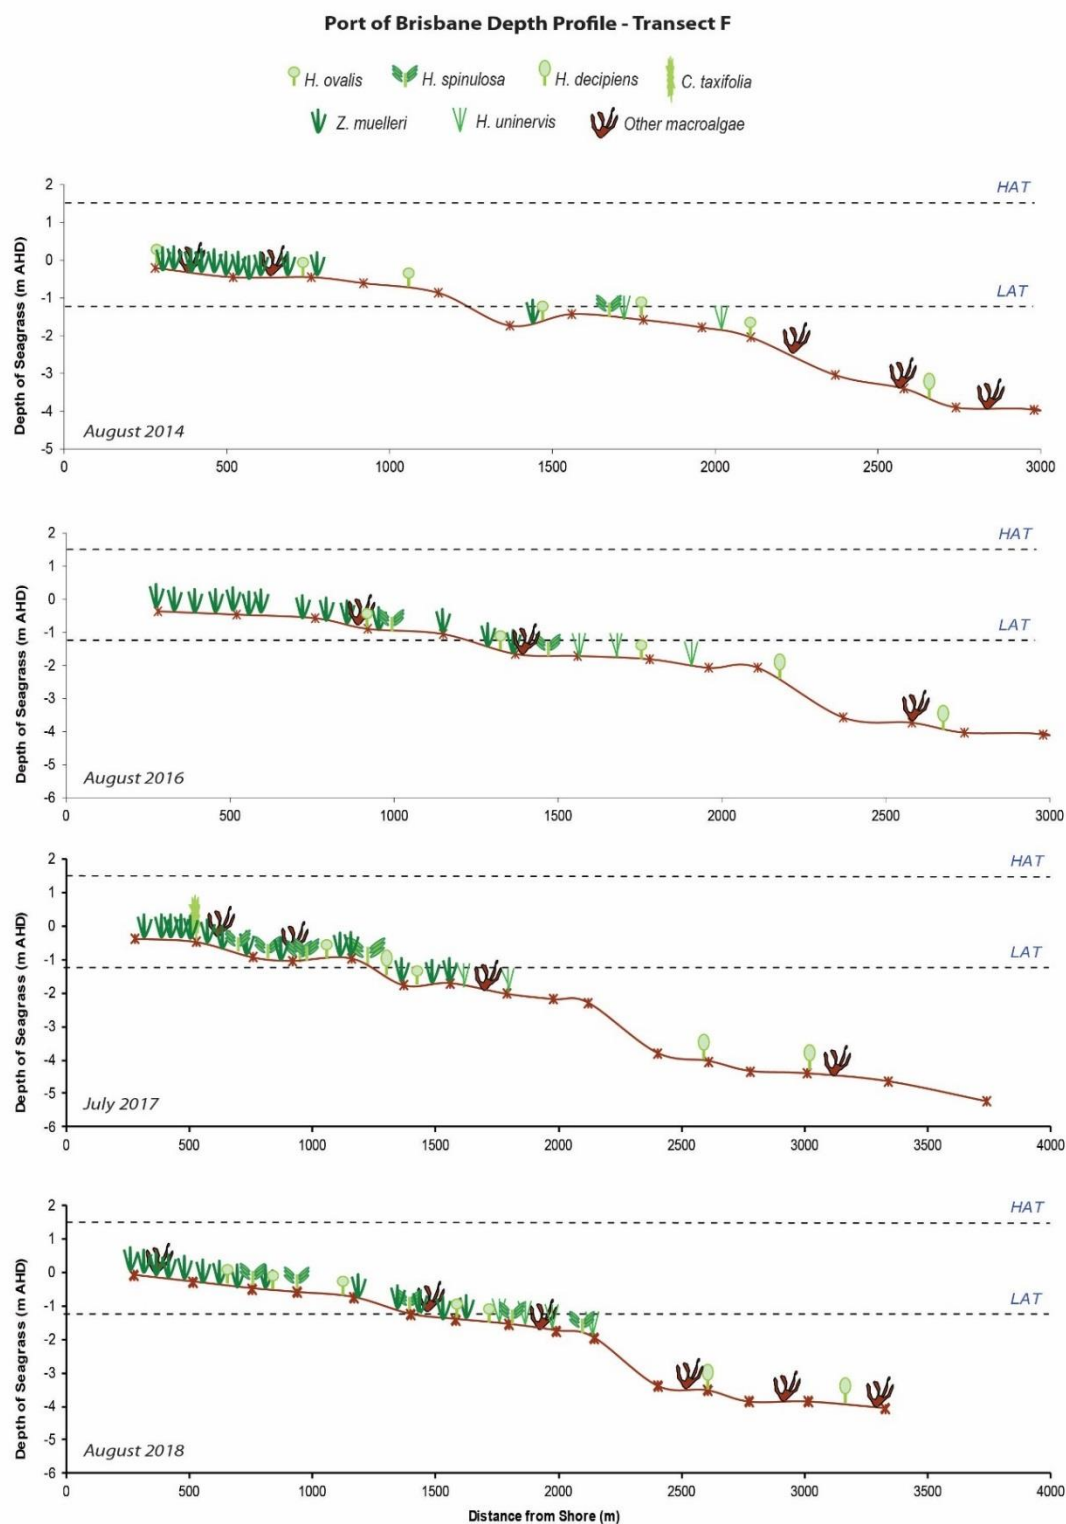 Port of Brisbane Depth Profile - Transect F
H. ovalis H. spinulosa H. decipiens C. taxifolia
Z. muelleri H. uninervis Other macroalgae
2
1
0
-1
-2
-3
-4
-5
Depth of Seagrass (m AHD)
HAT
LAT
August 2014
0 500 1000 1500 2000 2500 3000
2
1
0
-1
-2
-3
-4
-5
-6
Depth of Seagrass (m AHD)
HAT
LAT
August 2016
0 500 1000 1500 2000 2500 3000
2
1
0
-1
-2
-3
-4
-5
-6
Depth of Seagrass (m AHD)
HAT
LAT
July 2017
0 500 1000 1500 2000 2500 3000 3500 4000
2
1
0
-1
-2
-3
-4
-5
-6
Depth of Seagrass (m AHD)
HAT
LAT
August 2018
0 500 1000 1500 2000 2500 3000 3500 4000
Distance from Shore (m)